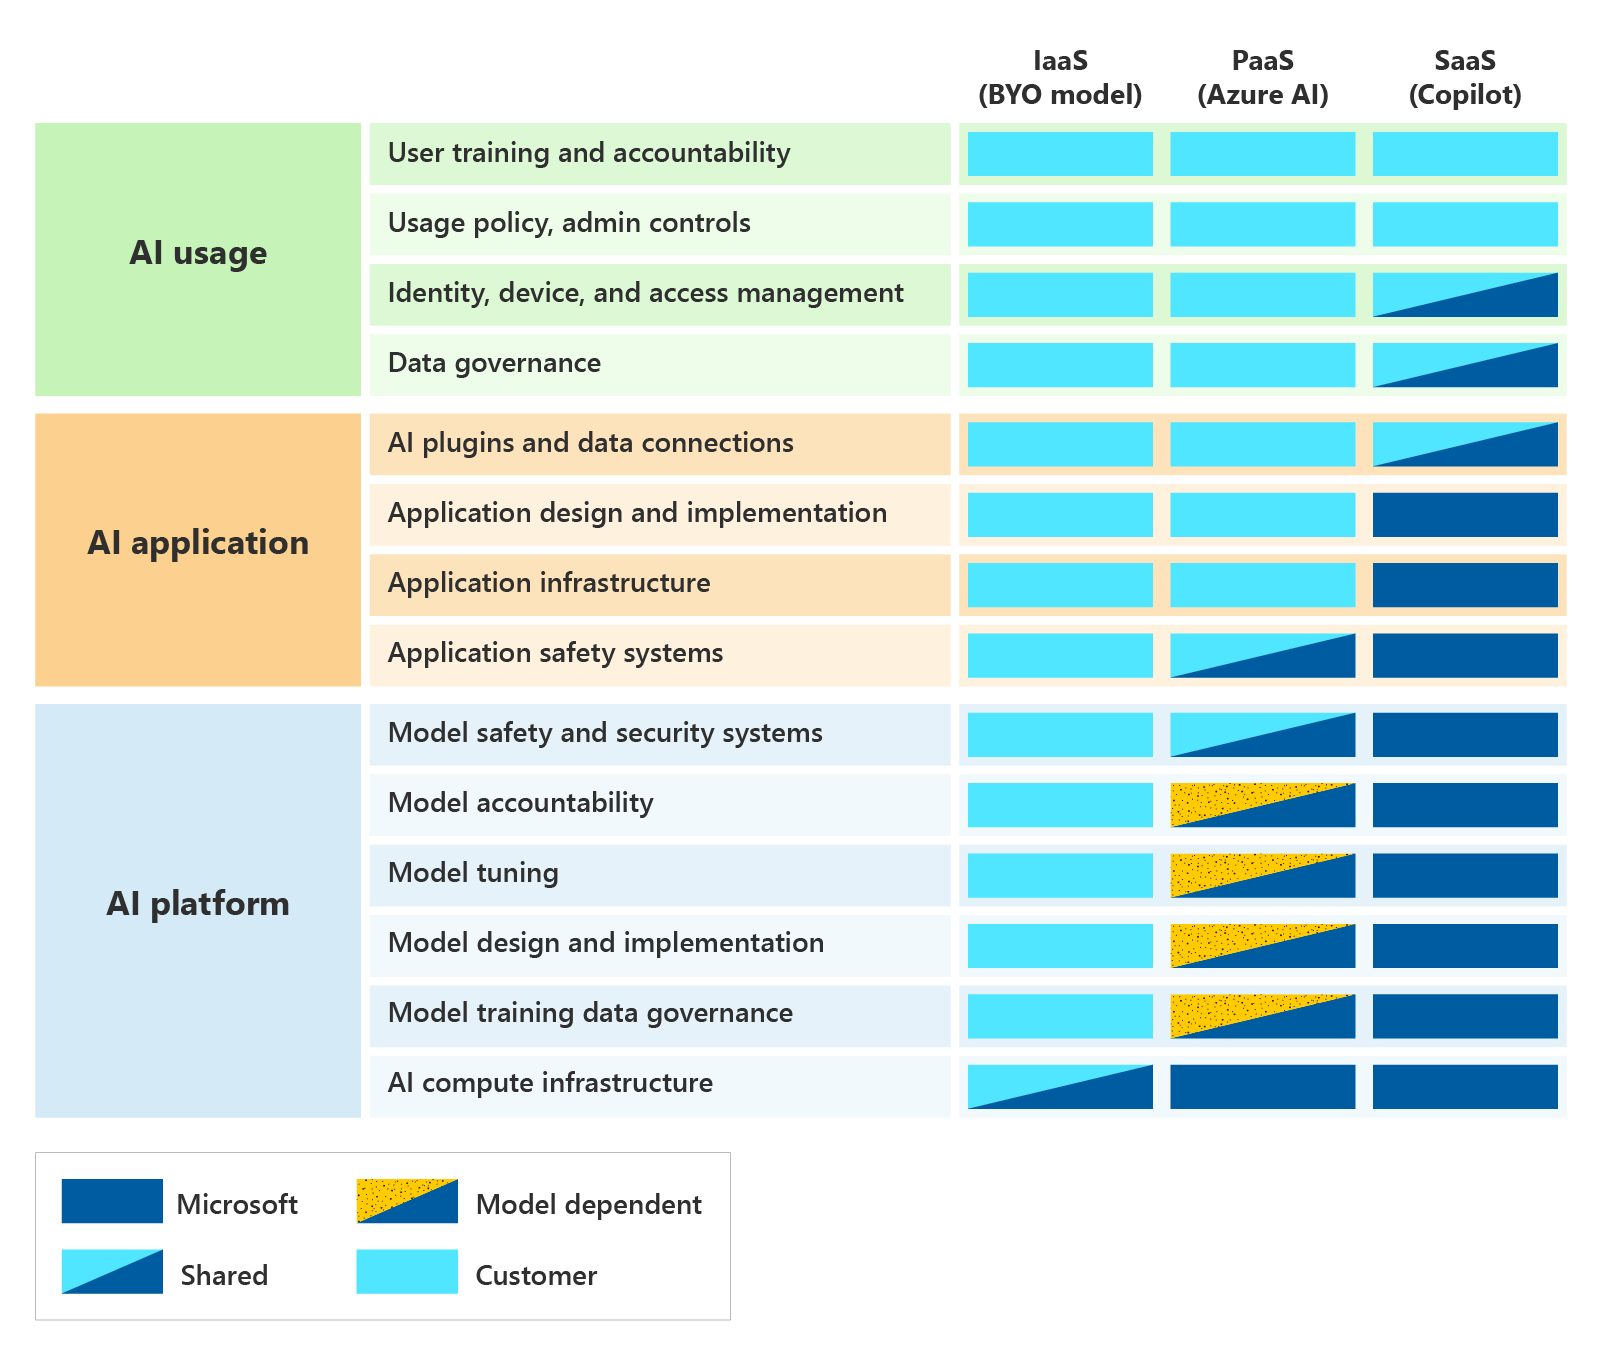 IaaS
(BYO model)
PaaS
(Azure AI)
SaaS
(Copilot)
AI usage
User training and accountability
Usage policy, admin controls
Identity, device, and access management
Data governance
AI application
AI plugins and data connections
Application design and implementation
Application infrastructure
Application safety systems
AI platform
Model safety and security systems
Model accountability
Model tuning
Model design and implementation
Model training data governance
AI compute infrastructure
Microsoft
Model dependent
Shared
Customer